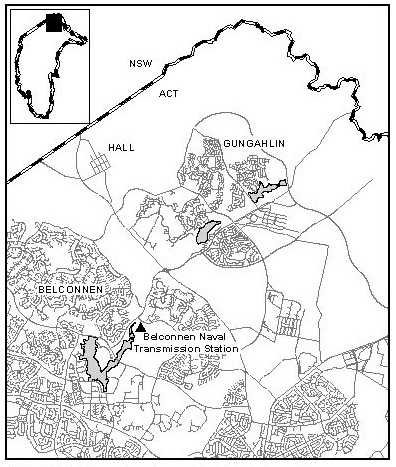 NSW
ACT
HALL
GUNGAHLIN
BELCONNEN
Belconnen Naval
Transmission Station